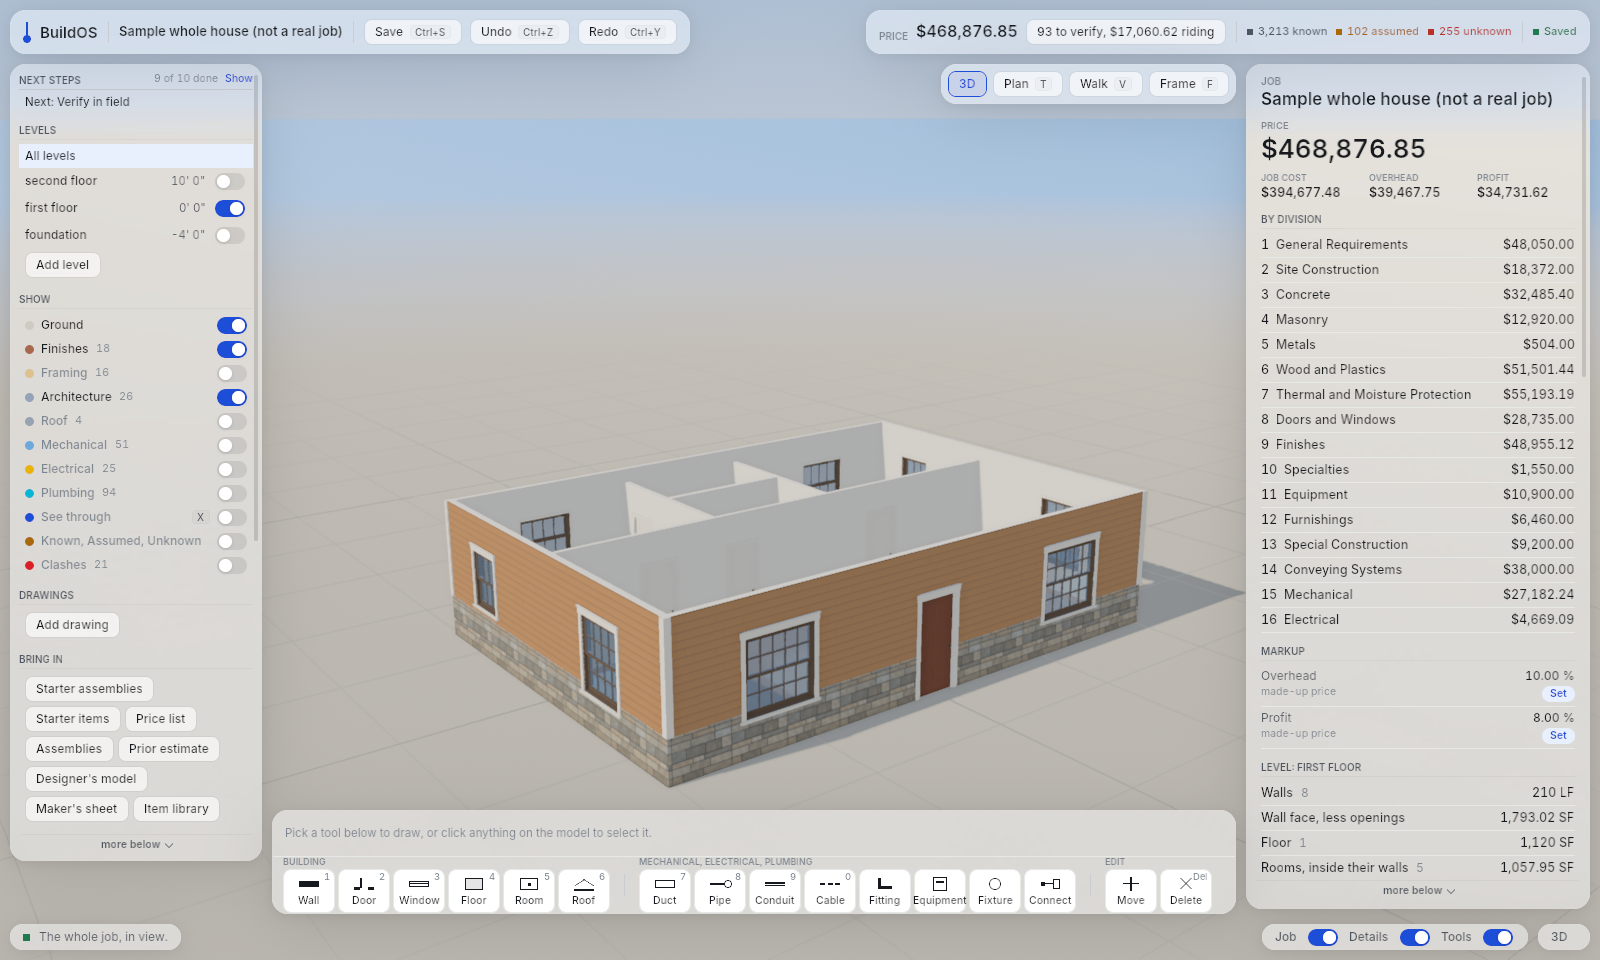 BuildOS
Sample whole house (not a real job)
Save Ctrl+S
Undo Ctrl+Z
Redo Ctrl+Y
PRICE $468,876.85
93 to verify, $17,060.62 riding
3,213 known
102 assumed
255 unknown
Saved
NEXT STEPS 9 of 10 done Show
Next: Verify in field
LEVELS
All levels
second floor 10' 0"
first floor 0' 0"
foundation -4' 0"
Add level
SHOW
Ground
Finishes 18
Framing 16
Architecture 26
Roof 4
Mechanical 51
Electrical 25
Plumbing 94
See through X
Known, Assumed, Unknown
Clashes 21
DRAWINGS
Add drawing
BRING IN
Starter assemblies
Starter items Price list
Assemblies Prior estimate
Designer's model
Maker's sheet Item library
more below
3D
Plan T
Walk V
Frame F
JOB
Sample whole house (not a real job)
PRICE
$468,876.85
JOB COST OVERHEAD PROFIT
$394,677.48 $39,467.75 $34,731.62
BY DIVISION
1 General Requirements $48,050.00
2 Site Construction $18,372.00
3 Concrete $32,485.40
4 Masonry $12,920.00
5 Metals $504.00
6 Wood and Plastics $51,501.44
7 Thermal and Moisture Protection $55,193.19
8 Doors and Windows $28,735.00
9 Finishes $48,955.12
10 Specialties $1,550.00
11 Equipment $10,900.00
12 Furnishings $6,460.00
13 Special Construction $9,200.00
14 Conveying Systems $38,000.00
15 Mechanical $27,182.24
16 Electrical $4,669.09
MARKUP
Overhead 10.00 %
made-up price Set
Profit 8.00 %
made-up price Set
LEVEL: FIRST FLOOR
Walls 8 210 LF
Wall face, less openings 1,793.02 SF
Floor 1 1,120 SF
Rooms, inside their walls 5 1,057.95 SF
more below
Pick a tool below to draw, or click anything on the model to select it.
BUILDING MECHANICAL, ELECTRICAL, PLUMBING EDIT
1 2 3 4 5 6 7 8 9 0 Del
Wall Door Window Floor Room Roof Duct Pipe Conduit Cable Fitting Equipment Fixture Connect Move Delete
The whole job, in view.
Job Details Tools 3D